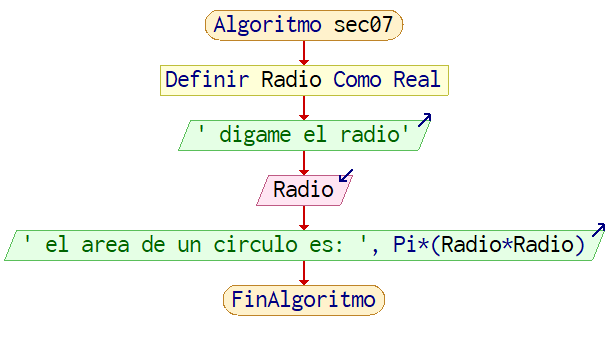 Algoritmo sec07
Definir Radio Como Real
' digame el radio'
Radio
' el area de un circulo es: ', Pi*(Radio*Radio)
FinAlgoritmo